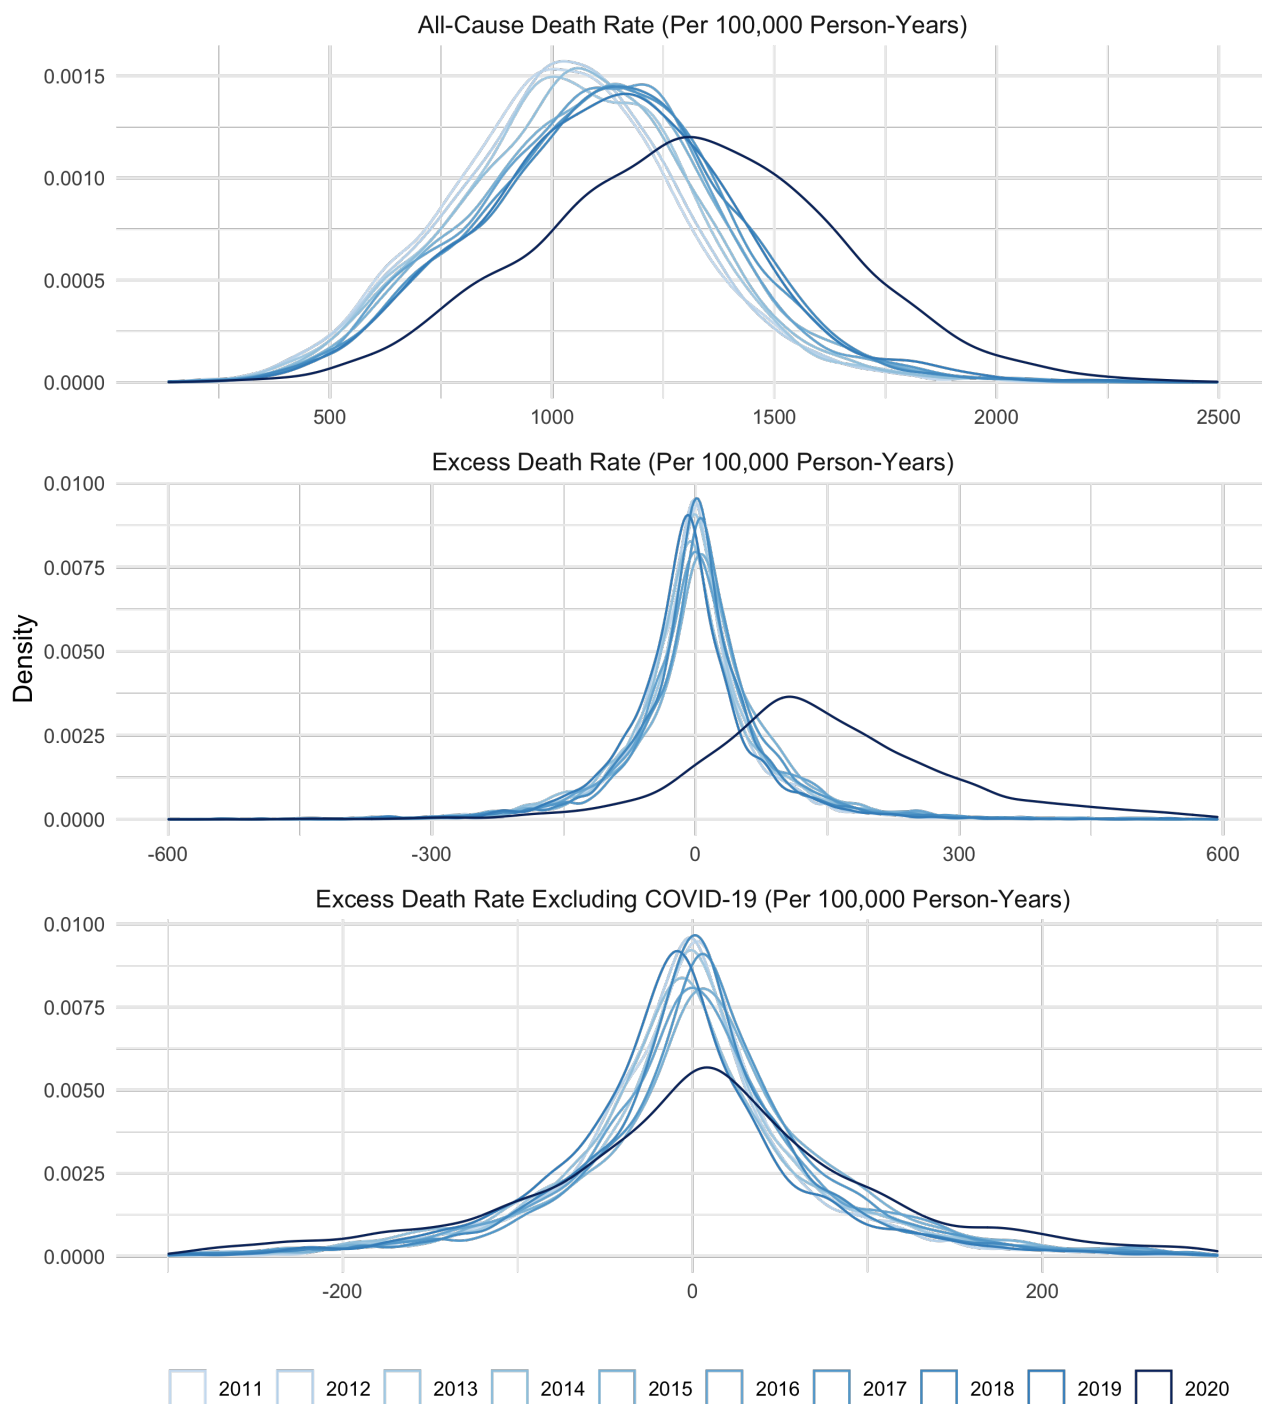 All-Cause Death Rate (Per 100,000 Person-Years)
0.0015
0.0010
0.0005
0.0000
500 1000 1500 2000 2500
Excess Death Rate (Per 100,000 Person-Years)
0.0100
0.0075
0.0050
0.0025
0.0000
-600 -300 0 300 600
Density
Excess Death Rate Excluding COVID-19 (Per 100,000 Person-Years)
0.0100
0.0075
0.0050
0.0025
0.0000
-200 0 200
2011 2012 2013 2014 2015 2016 2017 2018 2019 2020